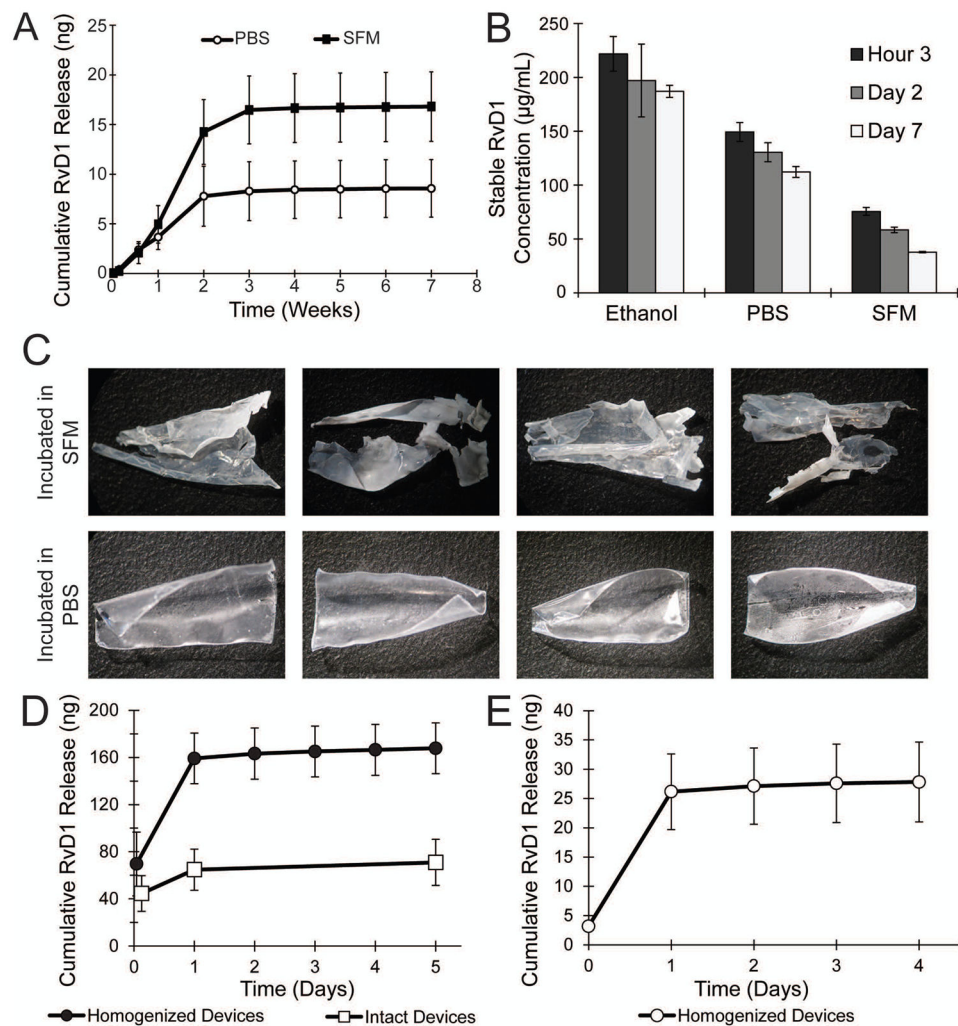 A
Cumulative RvD1 Release (ng)
25
20
15
10
5
0
PBS
SFM
0 1 2 3 4 5 6 7 8
Time (Weeks)
B
Stable RvD1
Concentration (µg/mL)
250
200
150
100
50
0
Hour 3
Day 2
Day 7
Ethanol PBS SFM
C
Incubated in
SFM
Incubated in
PBS
D
Cumulative RvD1 Release (ng)
200
160
120
80
40
0
0 1 2 3 4 5
Time (Days)
Homogenized Devices Intact Devices
E
Cumulative RvD1 Release (ng)
40
35
30
25
20
15
10
5
0
0 1 2 3 4
Time (Days)
Homogenized Devices